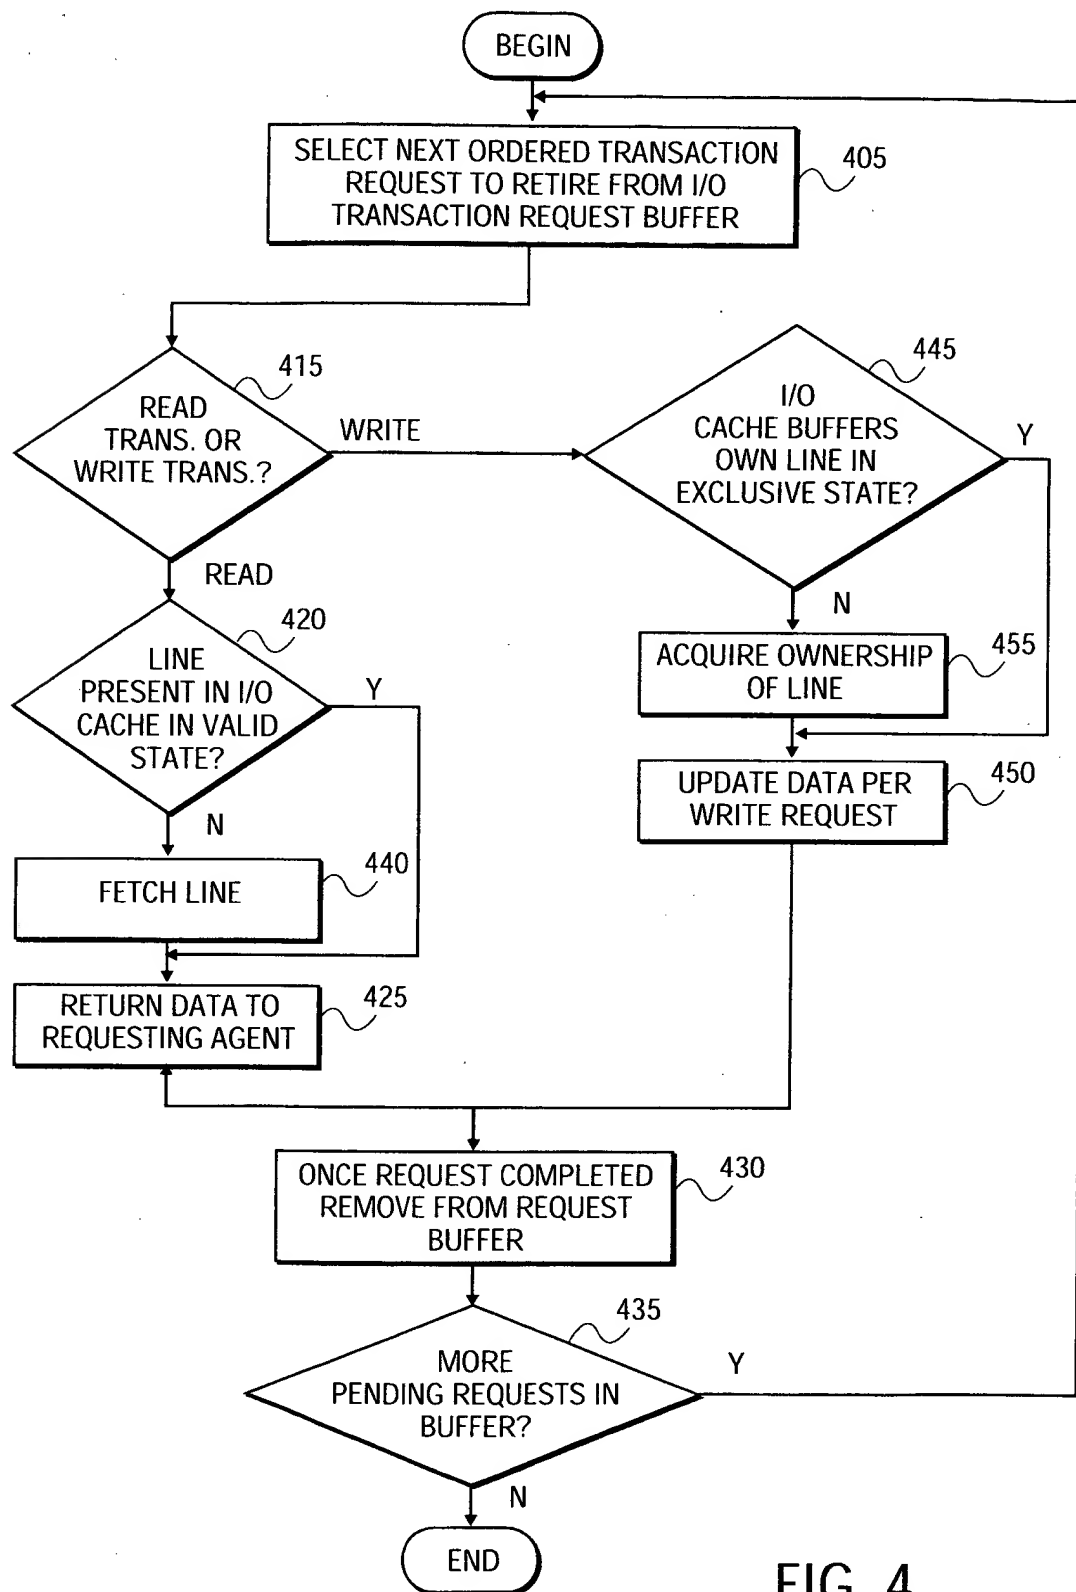 BEGIN
SELECT NEXT ORDERED TRANSACTION
REQUEST TO RETIRE FROM I/O
TRANSACTION REQUEST BUFFER
405
415
READ
TRANS. OR
WRITE TRANS.?
WRITE
READ
445
I/O
CACHE BUFFERS
OWN LINE IN
EXCLUSIVE STATE?
Y
N
420
LINE
PRESENT IN I/O
CACHE IN VALID
STATE?
Y
N
ACQUIRE OWNERSHIP
OF LINE
455
UPDATE DATA PER
WRITE REQUEST
450
FETCH LINE
440
RETURN DATA TO
REQUESTING AGENT
425
ONCE REQUEST COMPLETED
REMOVE FROM REQUEST
BUFFER
430
435
MORE
PENDING REQUESTS IN
BUFFER?
Y
N
END
FIG. 4